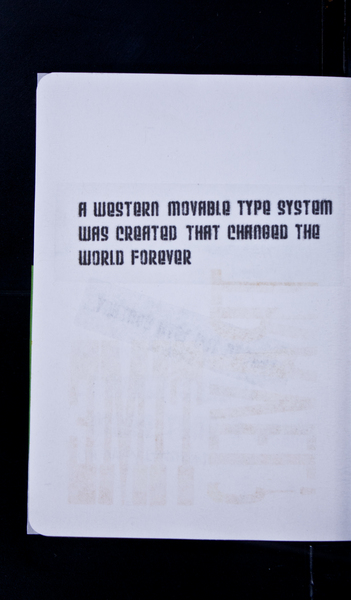 A WESTERN MOVABLE TYPE SYSTEM
WAS CREATED THAT CHANGED THE
WORLD FOREVER